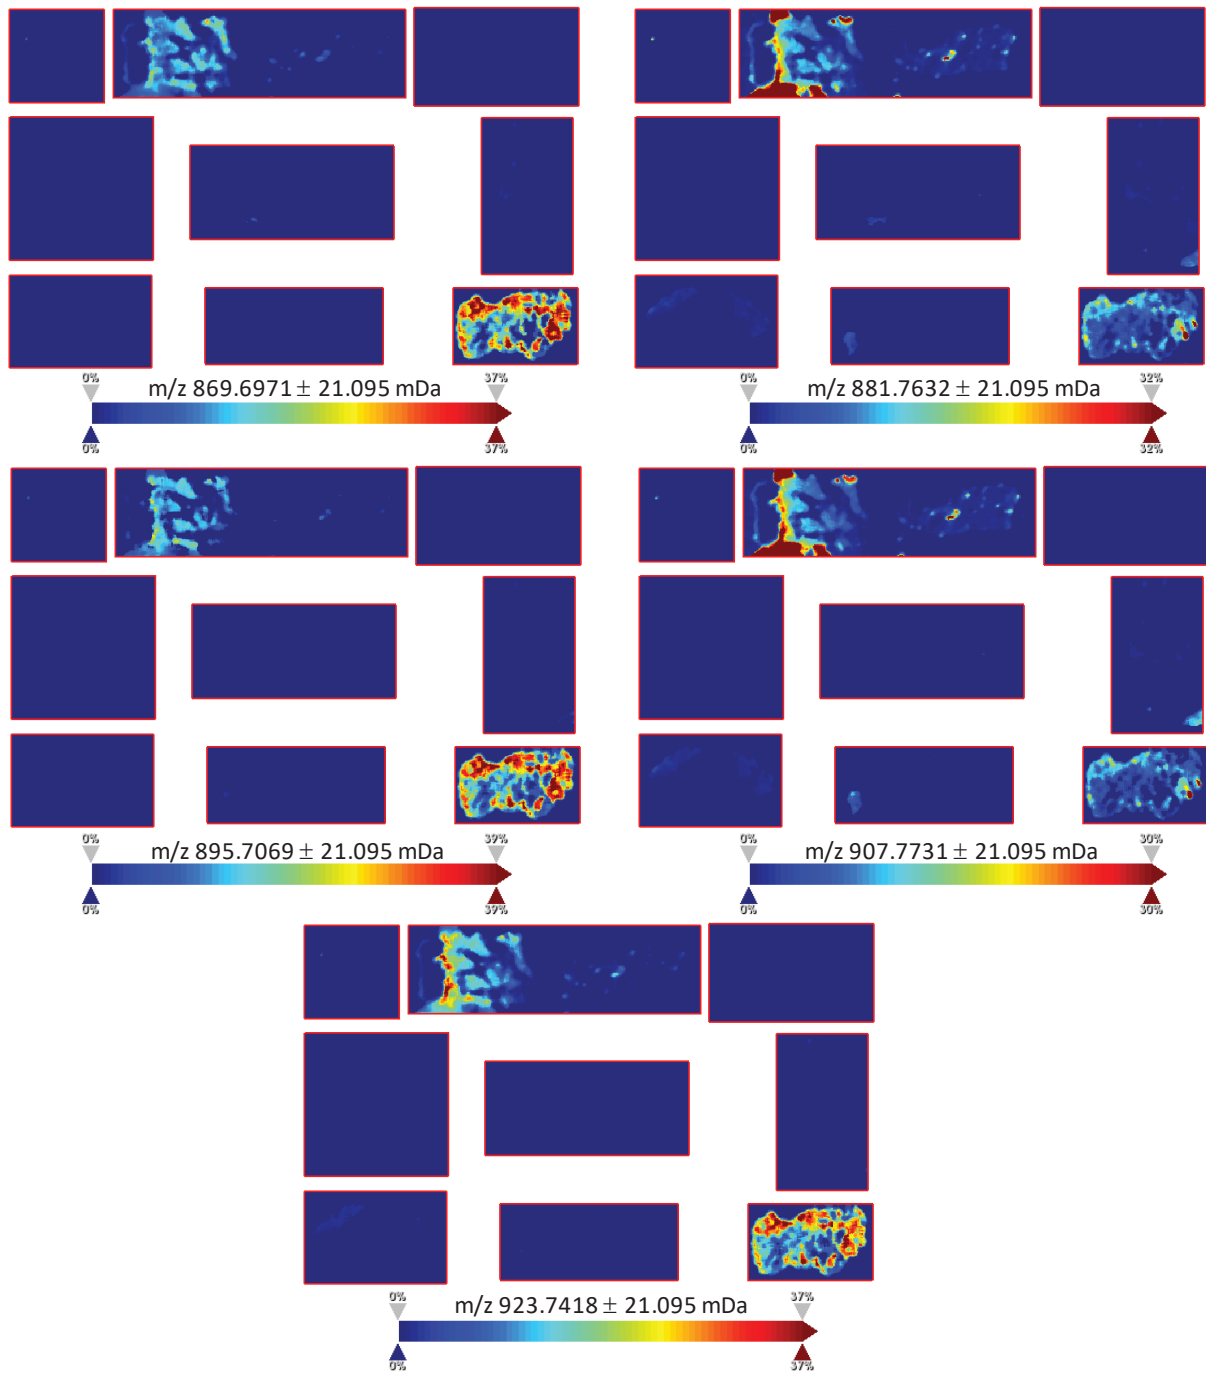 0% 37% 0% 32%
m/z 869.6971 ± 21.095 mDa m/z 881.7632 ± 21.095 mDa
0% 37% 0% 32%
0% 39% 0% 30%
m/z 895.7069 ± 21.095 mDa m/z 907.7731 ± 21.095 mDa
0% 39% 0% 30%
0% 37%
m/z 923.7418 ± 21.095 mDa
0% 37%